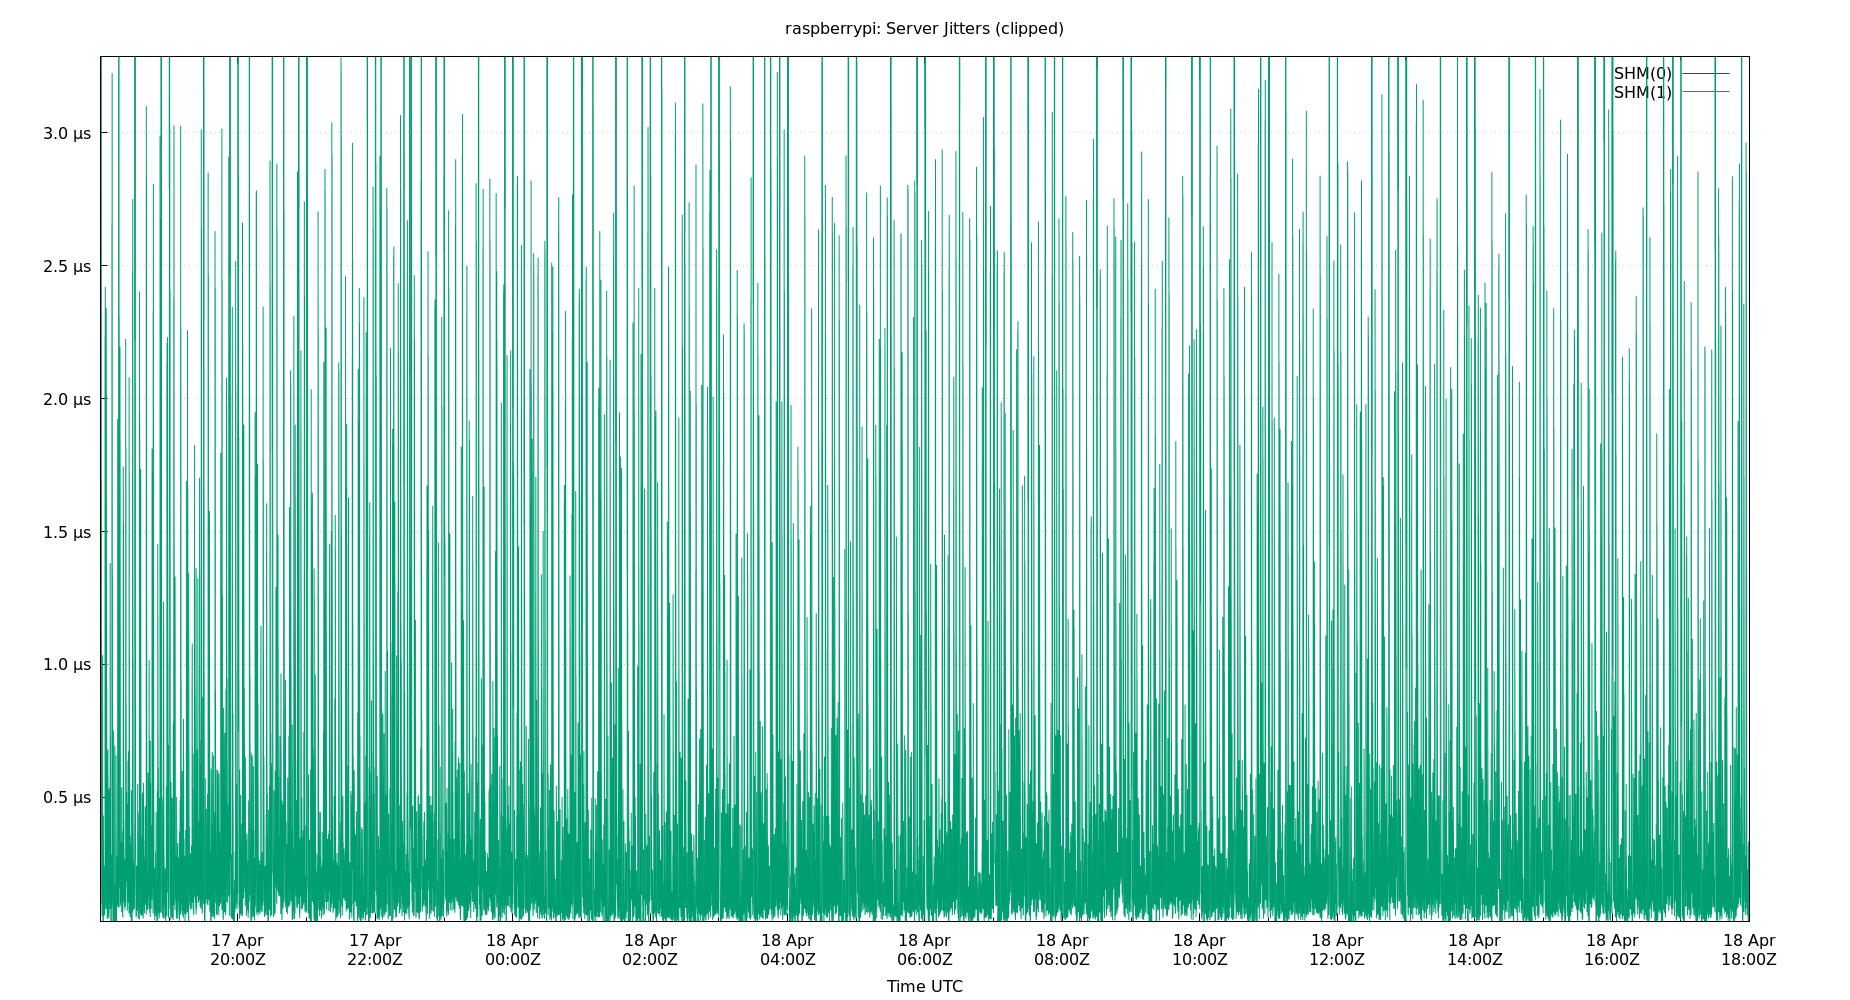 raspberrypi: Server Jitters (clipped)
SHM(0)
SHM(1)
3.0 µs
2.5 µs
2.0 µs
1.5 µs
1.0 µs
0.5 µs
17 Apr 17 Apr 18 Apr 18 Apr 18 Apr 18 Apr 18 Apr 18 Apr 18 Apr 18 Apr 18 Apr 18 Apr
20:00Z 22:00Z 00:00Z 02:00Z 04:00Z 06:00Z 08:00Z 10:00Z 12:00Z 14:00Z 16:00Z 18:00Z
Time UTC